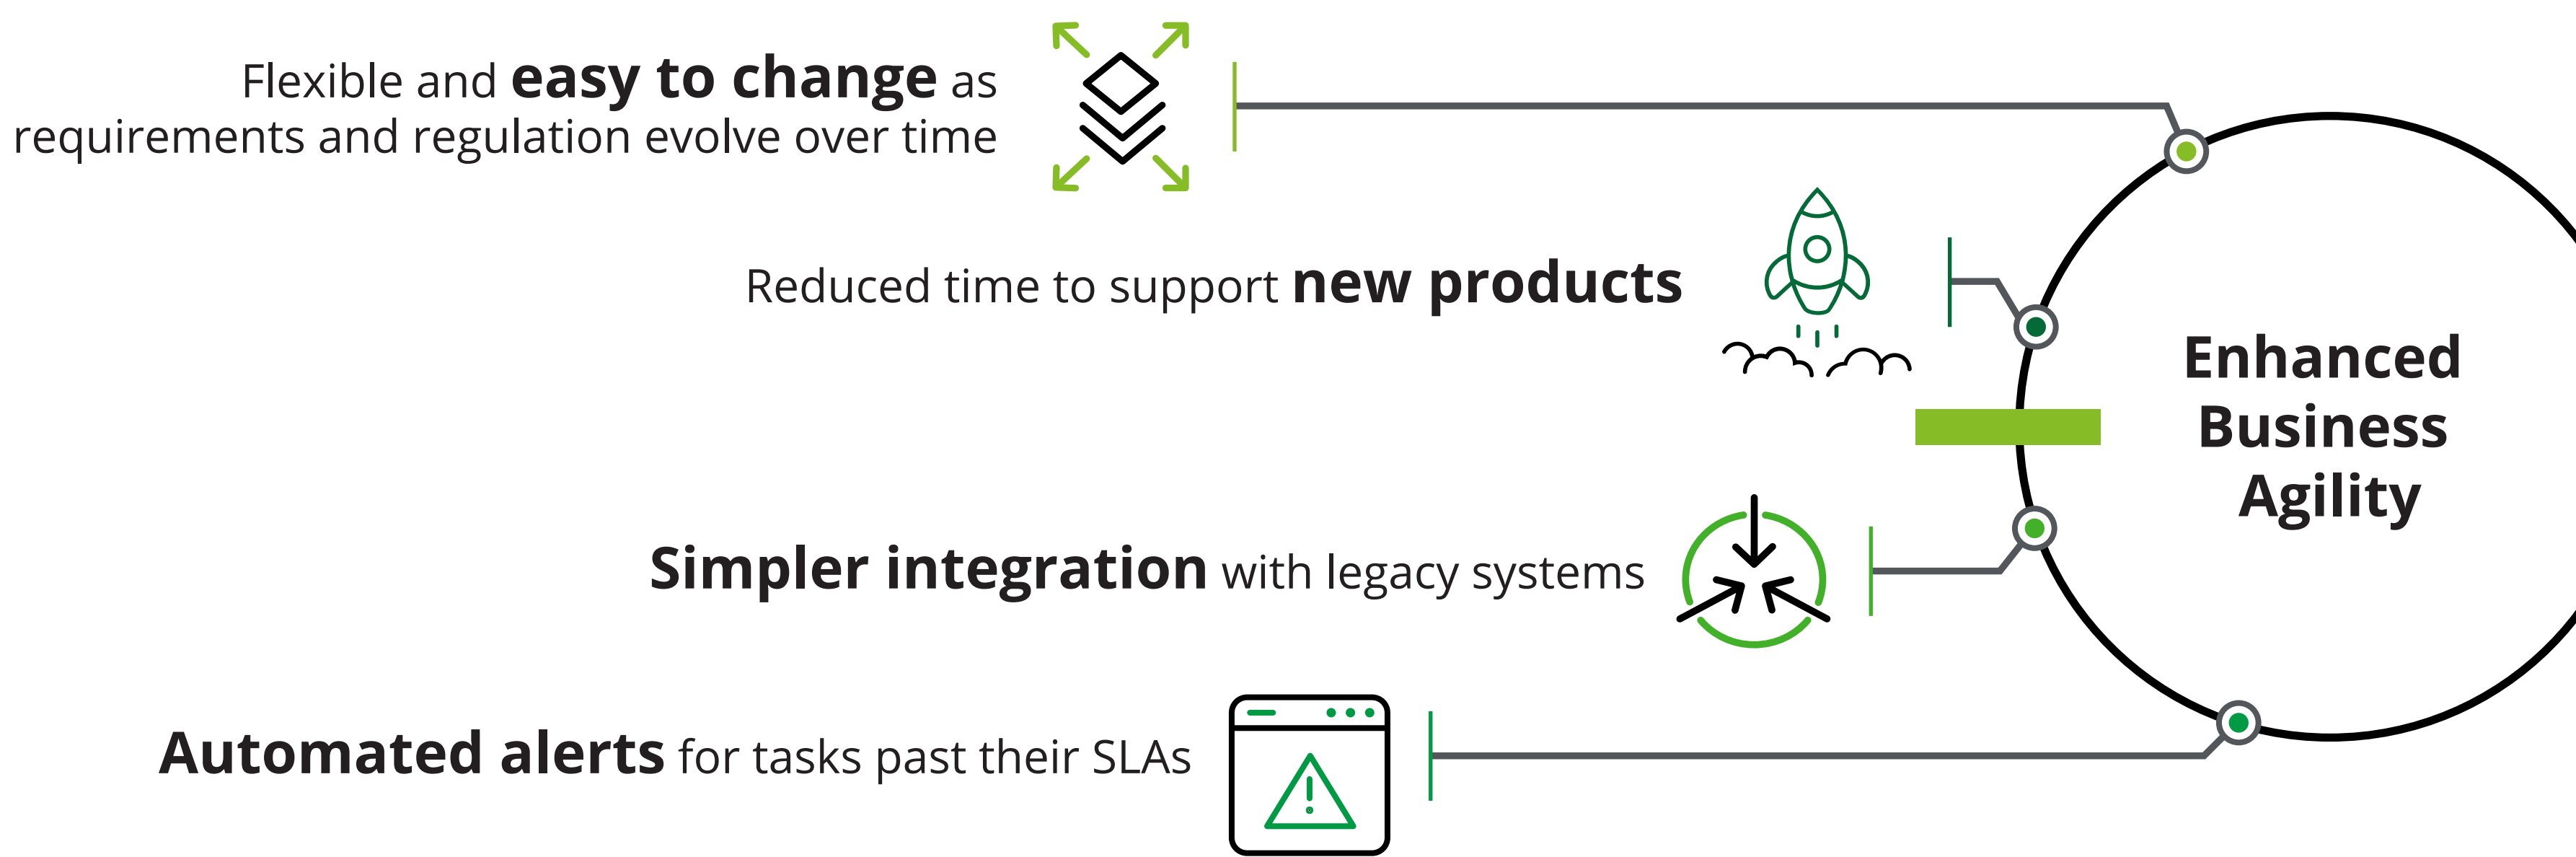 Flexible and easy to change as
requirements and regulation evolve over time
Reduced time to support new products
Enhanced
Business
Agility
Simpler integration with legacy systems
Automated alerts for tasks past their SLAs